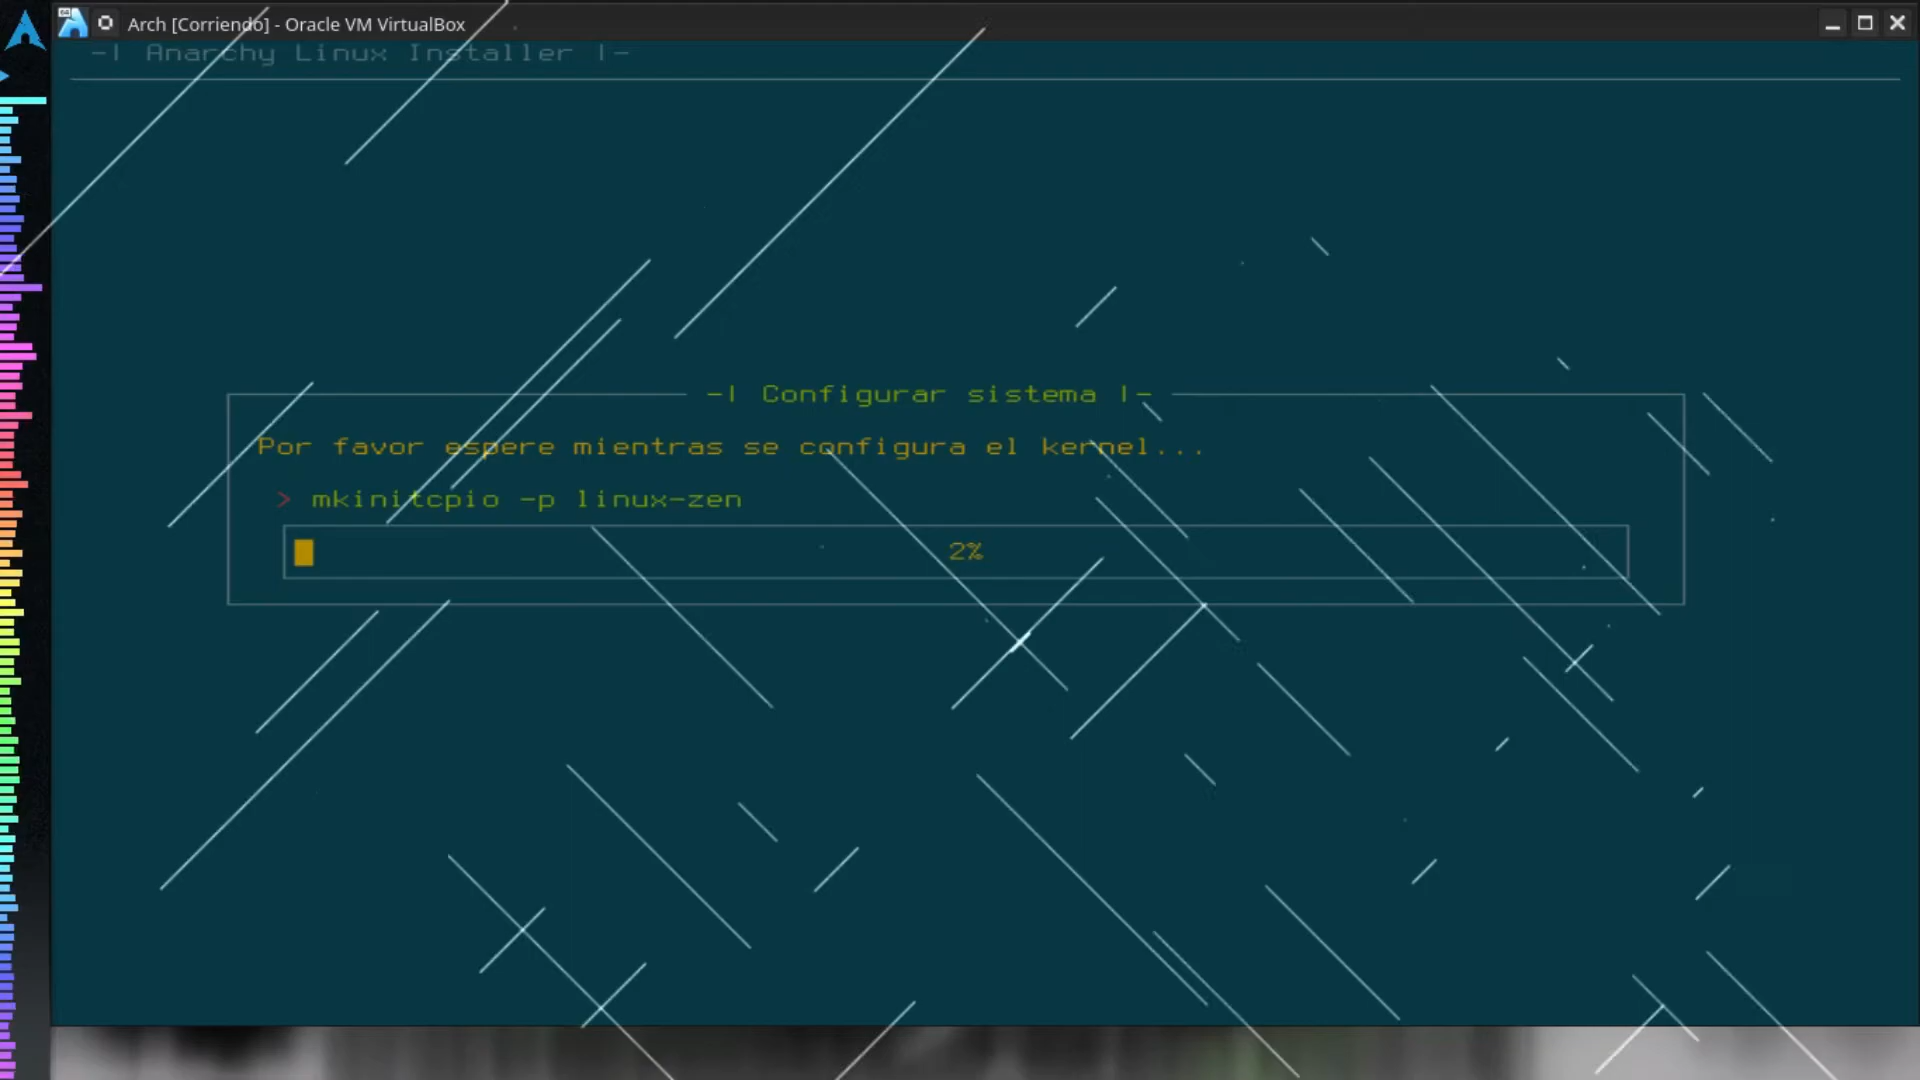 Arch [Corriendo] - Oracle VM VirtualBox
-| Anarchy Linux Installer |-
-| Configurar sistema |-
Por favor espere mientras se configura el kernel...
> mkinitcpio -p linux-zen
2%